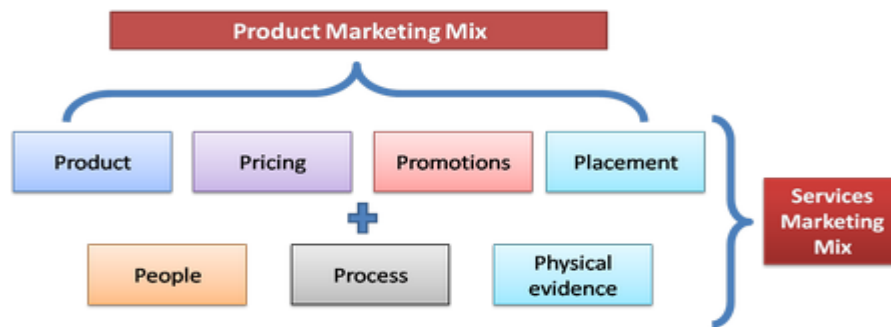 Product Marketing Mix
Product
Pricing
Promotions
Placement
People
Process
Physical
evidence
Services
Marketing
Mix